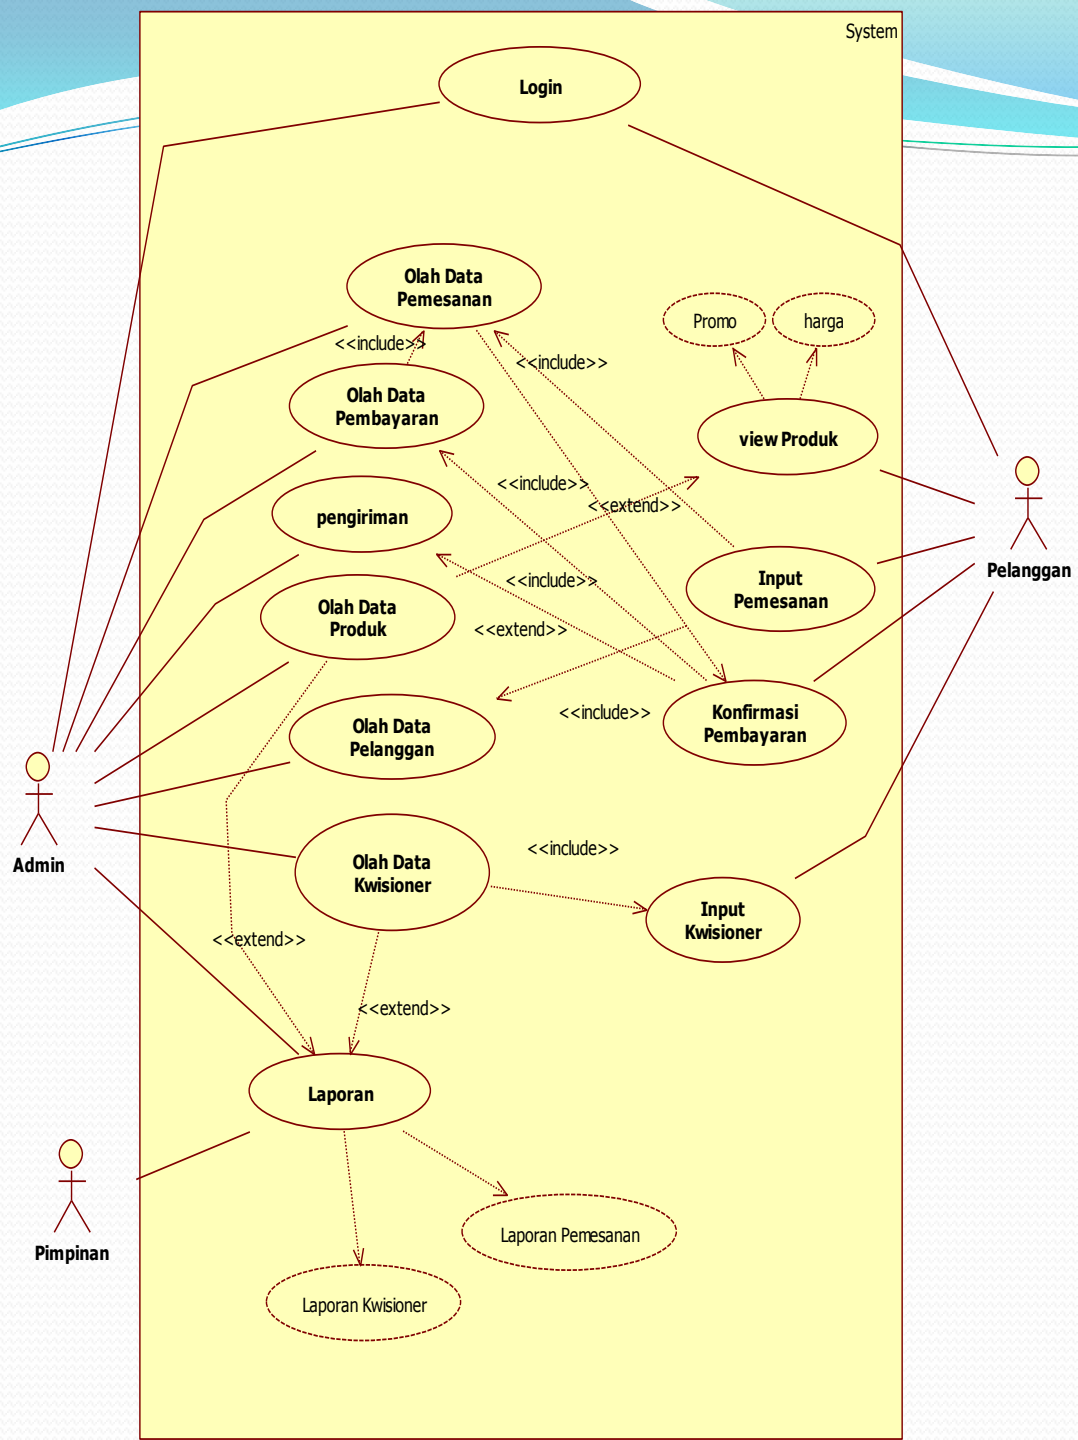 System
Login
Olah Data
Pemesanan
<<include>>
<<include>>
Promo
harga
Olah Data
Pembayaran
view Produk
<<include>>
<<extend>>
pengiriman
Pelanggan
<<include>>
Input
Pemesanan
Olah Data
Produk
<<extend>>
<<include>>
Konfirmasi
Pembayaran
Olah Data
Pelanggan
Admin
<<include>>
Olah Data
Kwisioner
Input
Kwisioner
<<extend>>
<<extend>>
Laporan
Pimpinan
Laporan Pemesanan
Laporan Kwisioner